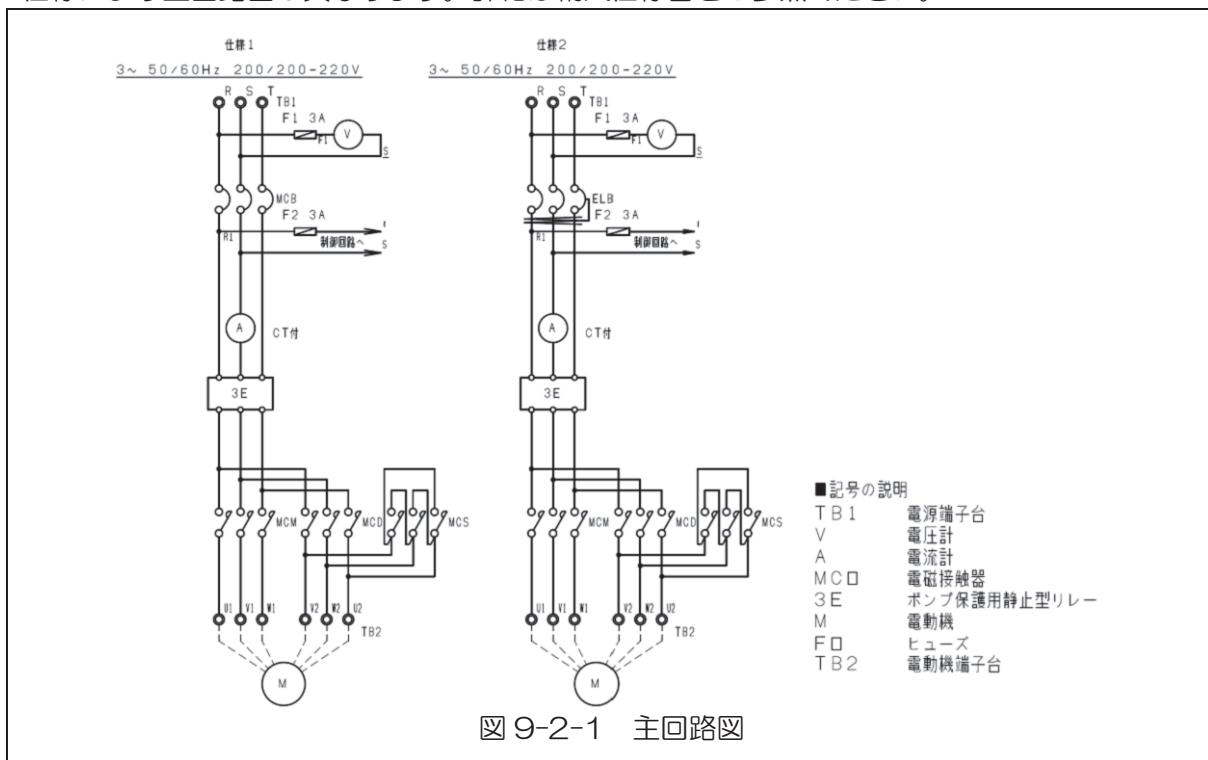 仕様1
3~ 50/60Hz 200/200-220V
R S T
TB1
F1 3A
F1
V
S
MCB
F2 3A
r
R1
制御回路へ
S
A
CT付
3E
MCM
MCD
MCS
U1 V1 W1 V2 W2 U2
TB2
M
仕様2
3~ 50/60Hz 200/200-220V
R S T
TB1
F1 3A
F1
V
S
ELB
F2 3A
r
R1
制御回路へ
S
A
CT付
3E
MCM
MCD
MCS
U1 V1 W1 V2 W2 U2
TB2
M
■記号の説明
TB1 電源端子台
V 電圧計
A 電流計
MC□ 電磁接触器
3E ポンプ保護用静止型リレー
M 電動機
F□ ヒューズ
TB2 電動機端子台
図 9-2-1 主回路図